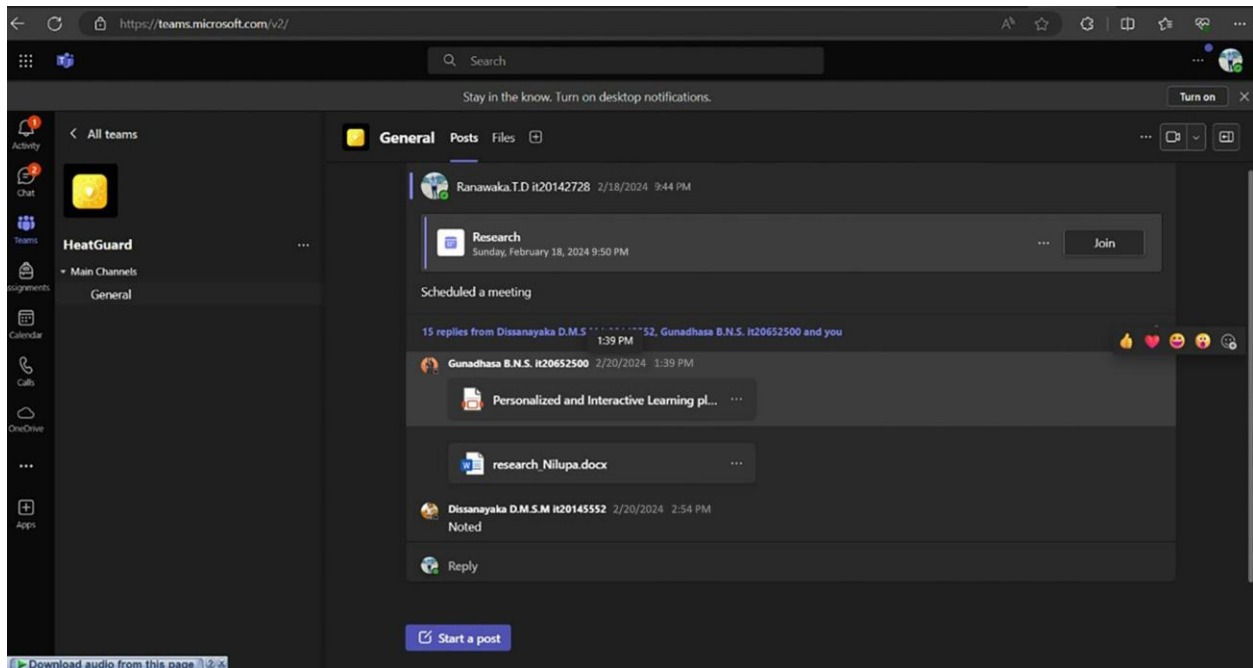 https://teams.microsoft.com/v2/
Search
Stay in the know. Turn on desktop notifications.
Turn on
Activity
Chat
Teams
ssignments
Calendar
Calls
OneDrive
Apps
All teams
HeatGuard
Main Channels
General
General Posts Files
Ranawaka.T.D it20142728 2/18/2024 9:44 PM
Research
Sunday, February 18, 2024 9:50 PM
Join
Scheduled a meeting
15 replies from Dissanayaka D.M.S Gunadhasa B.N.S. it20652500 and you
1:39 PM
Gunadhasa B.N.S. it20652500 2/20/2024 1:39 PM
Personalized and Interactive Learning pl...
research_Nilupa.docx
Dissanayaka D.M.S.M it20145552 2/20/2024 2:54 PM
Noted
Reply
Start a post
Download audio from this page